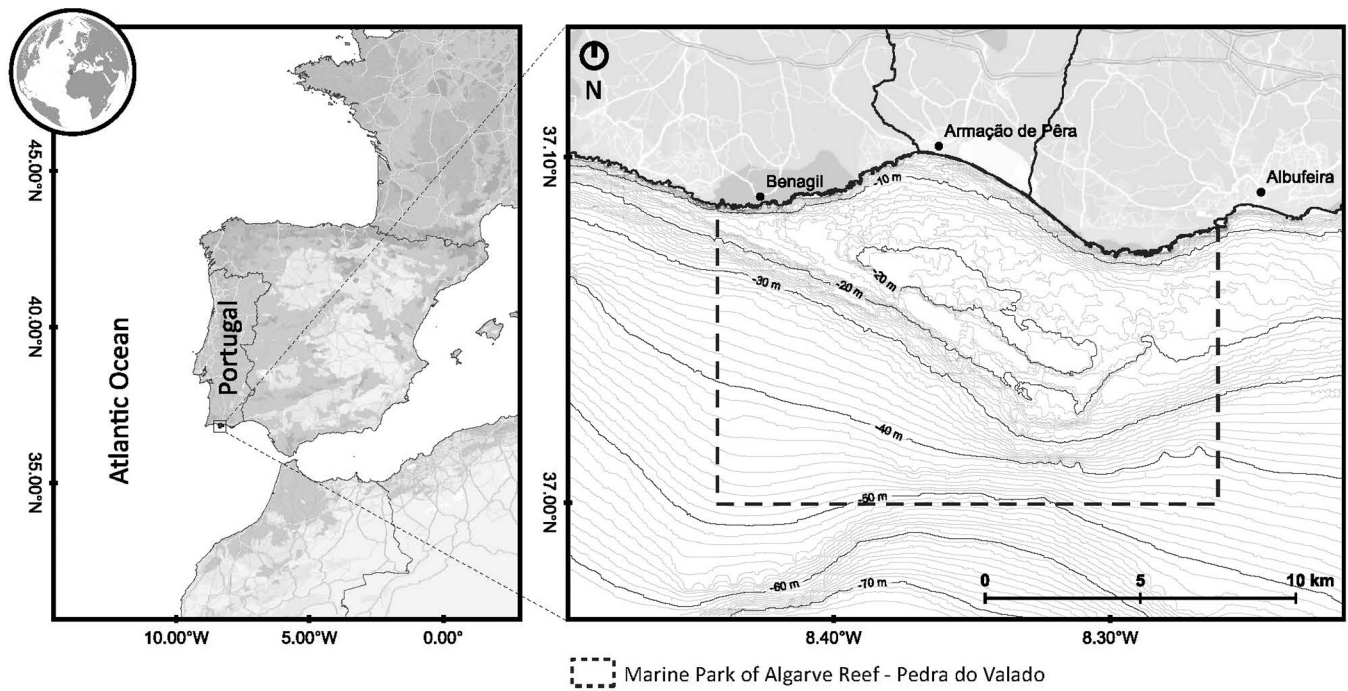 45.00°N
40.00°N
35.00°N
10.00°W
5.00°W
0.00°
Atlantic Ocean
Portugal
N
37.10°N
37.00°N
Armação de Pêra
Benagil
Albufeira
-10 m
-20 m
-20 m
-30 m
-40 m
-50 m
-60 m
-70 m
0 5 10 km
8.40°W
8.30°W
Marine Park of Algarve Reef - Pedra do Valado